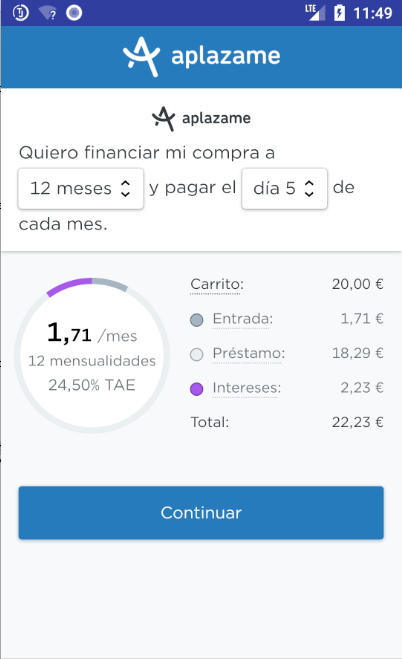 LTE 11:49
aplazame
aplazame
Quiero financiar mi compra a
12 meses y pagar el día 5 de
cada mes.
1,71 /mes
12 mensualidades
24,50% TAE
Carrito: 20,00 €
Entrada: 1,71 €
Préstamo: 18,29 €
Intereses: 2,23 €
Total: 22,23 €
Continuar